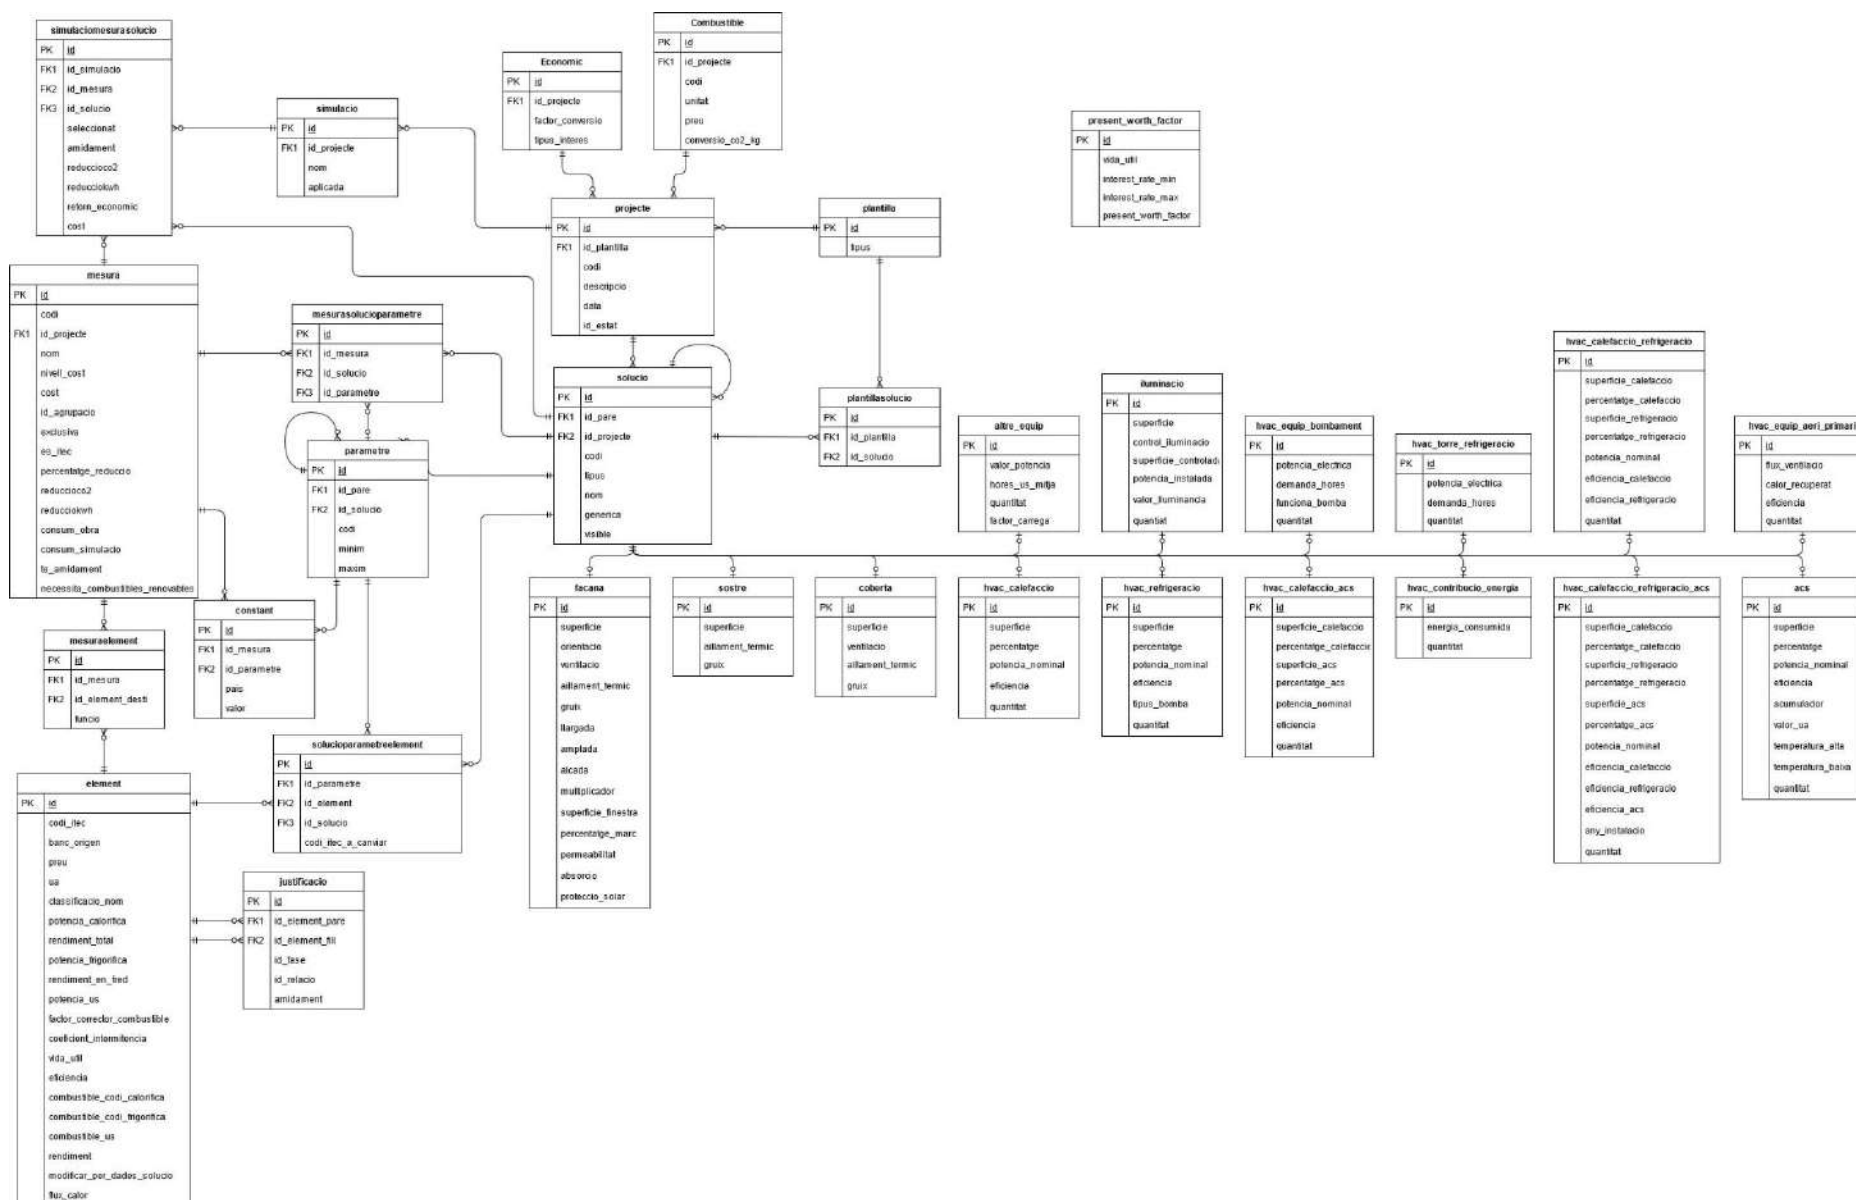 simulaciomesurasolucio
PK id
FK1 id_simulacio
FK2 id_mesura
FK3 id_solucio
seleccionat
amidament
reduccioco2
reducciokwh
retorn_economic
cost
simulacio
PK id
FK1 id_projecte
nom
aplicada
Economic
PK id
FK1 id_projecte
factor_conversio
tipus_interes
Combustible
PK id
FK1 id_projecte
codi
unitat
preu
conversio_co2_kg
present_worth_factor
PK id
vida_util
interest_rate_min
interest_rate_max
present_worth_factor
projecte
PK id
FK1 id_plantilla
codi
descripcio
data
id_estat
plantilla
PK id
tipus
mesura
PK id
codi
FK1 id_projecte
nom
nivell_cost
cost
id_agrupacio
exclusiva
es_itec
percentatge_reduccio
reduccioco2
reducciokwh
consum_obra
consum_simulacio
te_amidament
necessita_combustibles_renovables
mesurasolucioparametre
PK id
FK1 id_mesura
FK2 id_solucio
FK3 id_parametre
solucio
PK id
FK1 id_pare
FK2 id_projecte
codi
tipus
nom
generica
visible
plantillasolucio
PK id
FK1 id_plantilla
FK2 id_solucio
parametre
PK id
FK1 id_pare
FK2 id_solucio
codi
minim
maxim
constant
PK id
FK1 id_mesura
FK2 id_parametre
pais
valor
mesuraelement
PK id
FK1 id_mesura
FK2 id_element_desti
funcio
solucioparametreelement
PK id
FK1 id_parametre
FK2 id_element
FK3 id_solucio
codi_itec_a_canviar
element
PK id
codi_itec
banc_origen
preu
ua
classificacio_nom
potencia_calorifica
rendiment_total
potencia_frigorifica
rendiment_en_fred
potencia_us
factor_corrector_combustible
coeficient_intermitencia
vida_util
eficiencia
combustible_codi_calorifica
combustible_codi_frigorifica
combustible_us
rendiment
modificar_per_dades_solucio
flux_calor
justificacio
PK id
FK1 id_element_pare
FK2 id_element_fill
id_fase
id_relacio
amidament
altre_equip
PK id
valor_potencia
hores_us_mitja
quantitat
factor_carrega
iluminacio
PK id
superficie
control_iluminacio
superficie_controlada
potencia_instalada
valor_iluminancia
quantiat
hvac_equip_bombament
PK id
potencia_electrica
demanda_hores
funciona_bomba
quantitat
hvac_torre_refrigeracio
PK id
potencia_electrica
demanda_hores
quantitat
hvac_calefaccio_refrigeracio
PK id
superficie_calefaccio
percentatge_calefaccio
superficie_refrigeracio
percentatge_refrigeracio
potencia_nominal
eficiencia_calefaccio
eficiencia_refrigeracio
quantitat
hvac_equip_aeri_primari
PK id
flux_ventilacio
calor_recuperat
eficiencia
quantitat
facana
PK id
superficie
orientacio
ventilacio
aillament_termic
gruix
llargada
amplada
alcada
multiplicador
superficie_finestra
percentatge_marc
permeabilitat
absorcio
proteccio_solar
sostre
PK id
superficie
aillament_termic
gruix
coberta
PK id
superficie
ventilacio
aillament_termic
gruix
hvac_calefaccio
PK id
superficie
percentatge
potencia_nominal
eficiencia
quantitat
hvac_refrigeracio
PK id
superficie
percentatge
potencia_nominal
eficiencia
tipus_bomba
quantitat
hvac_calefaccio_acs
PK id
superficie_calefaccio
percentatge_calefaccio
superficie_acs
percentatge_acs
potencia_nominal
eficiencia
quantitat
hvac_contribucio_energia
PK id
energia_consumida
quantitat
hvac_calefaccio_refrigeracio_acs
PK id
superficie_calefaccio
percentatge_calefaccio
superficie_refrigeracio
percentatge_refrigeracio
superficie_acs
percentatge_acs
potencia_nominal
eficiencia_calefaccio
eficiencia_refrigeracio
eficiencia_acs
any_instalacio
quantitat
acs
PK id
superficie
percentatge
potencia_nominal
eficiencia
acumulador
valor_ua
temperatura_alta
temperatura_baixa
quantitat